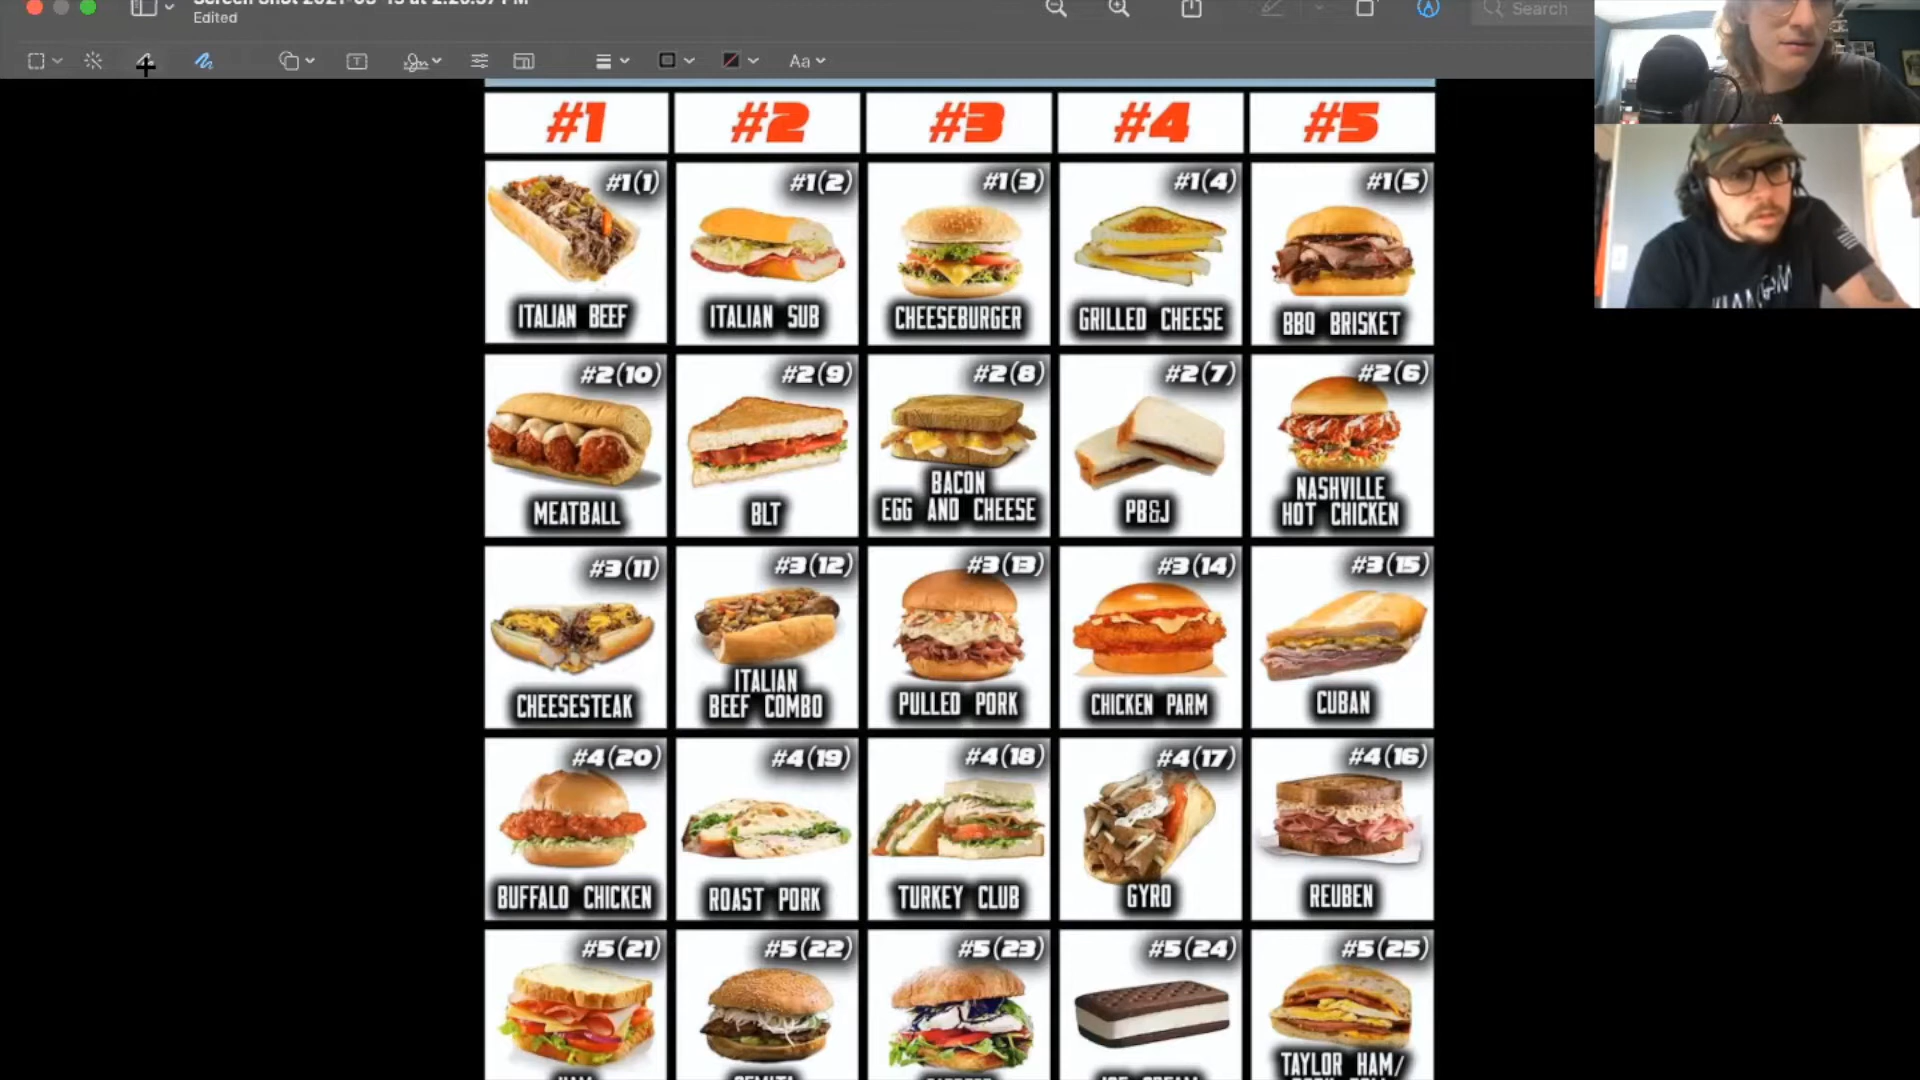 Edited
Search
Aa
#1 #2 #3 #4 #5
#1(1) #1(2) #1(3) #1(4) #1(5)
ITALIAN BEEF ITALIAN SUB CHEESEBURGER GRILLED CHEESE BBQ BRISKET
#2(10) #2(9) #2(8) #2(7) #2(6)
MEATBALL BLT BACON EGG AND CHEESE PB&J NASHVILLE HOT CHICKEN
#3(11) #3(12) #3(13) #3(14) #3(15)
CHEESESTEAK ITALIAN BEEF COMBO PULLED PORK CHICKEN PARM CUBAN
#4(20) #4(19) #4(18) #4(17) #4(16)
BUFFALO CHICKEN ROAST PORK TURKEY CLUB GYRO REUBEN
#5(21) #5(22) #5(23) #5(24) #5(25)
TAYLOR HAM/